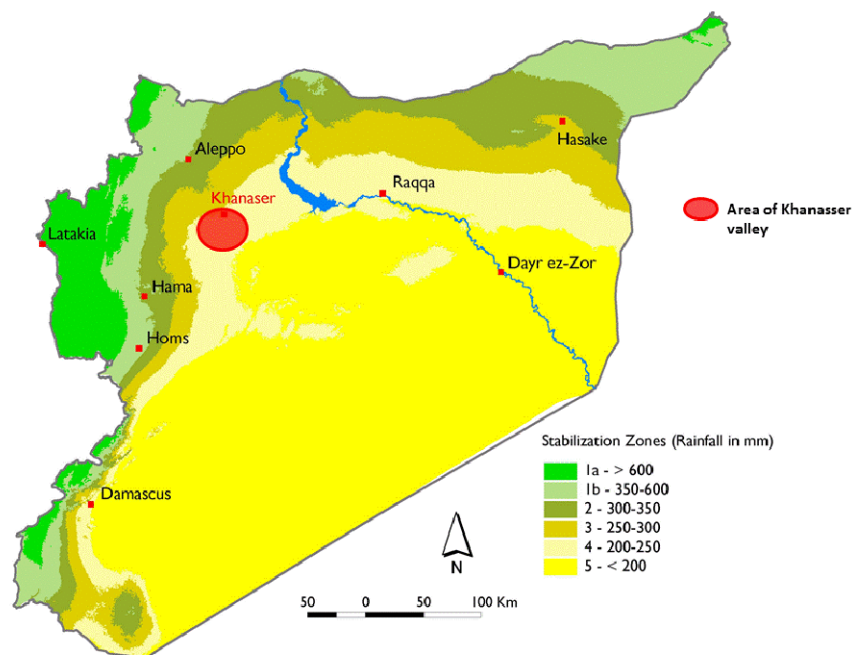 Aleppo
Hasake
Khanaser
Raqqa
Area of Khanasser
valley
Latakia
Dayr ez-Zor
Hama
Homs
Stabilization Zones (Rainfall in mm)
1a - > 600
1b - 350-600
2 - 300-350
3 - 250-300
4 - 200-250
5 - < 200
Damascus
N
50 0 50 100 Km